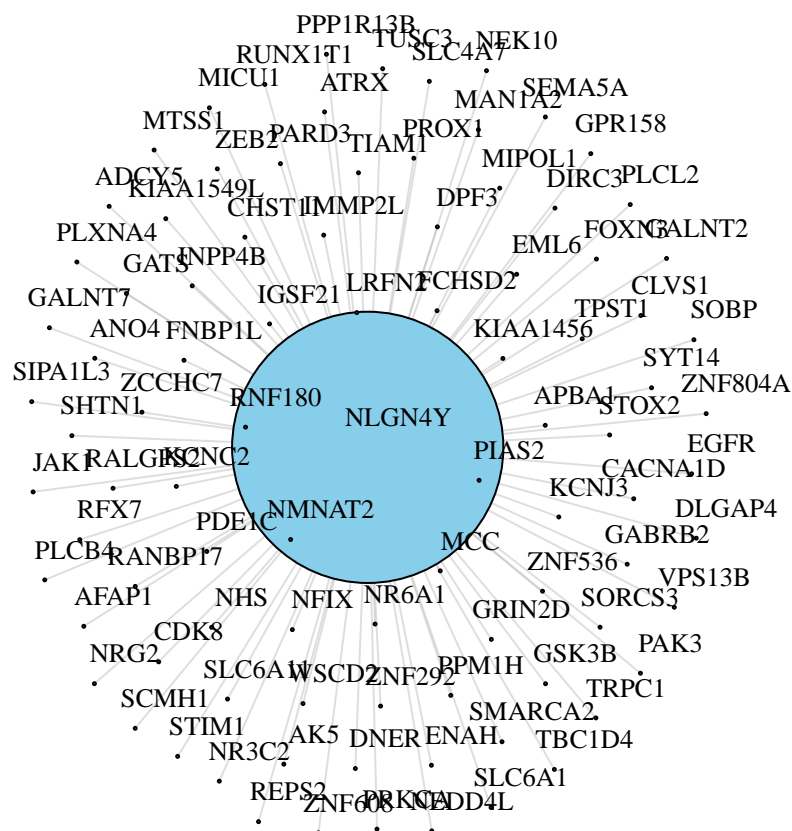 PPP1R13B
TUSC3
NEK10
RUNX1T1
SLC4A7
MICU1
ATRX
SEMA5A
MAN1A2
MTSS1
ZEB2
PARD3
PROX1
GPR158
TIAM1
MIPOL1
ADCY5
KIAA1549L
DIRC3
PLCL2
CHST11
IMMP2L
DPF3
PLXNA4
FOXN3
GALNT2
GATS
INPP4B
EML6
GALNT7
IGSF21
LRFN2
FCHSD2
CLVS1
ANO4
FNBP1L
TPST1
SOBP
KIAA1456
SIPA1L3
ZCCHC7
SYT14
SHTN1
RNF180
APBA1
ZNF804A
NLGN4Y
STOX2
JAK1
RALGPS2
KCNC2
PIAS2
EGFR
CACNA1D
RFX7
PDE1C
NMNAT2
KCNJ3
DLGAP4
PLCB4
RANBP17
MCC
GABRB2
ZNF536
VPS13B
AFAP1
NHS
NFIX
NR6A1
GRIN2D
SORCS3
NRG2
CDK8
PAK3
SLC6A11
WSCD2
ZNF292
PPM1H
GSK3B
SCMH1
TRPC1
STIM1
SMARCA2
NR3C2
AK5
DNER
ENAH
TBC1D4
REPS2
SLC6A1
ZNF608
PRKCA
NEDD4L